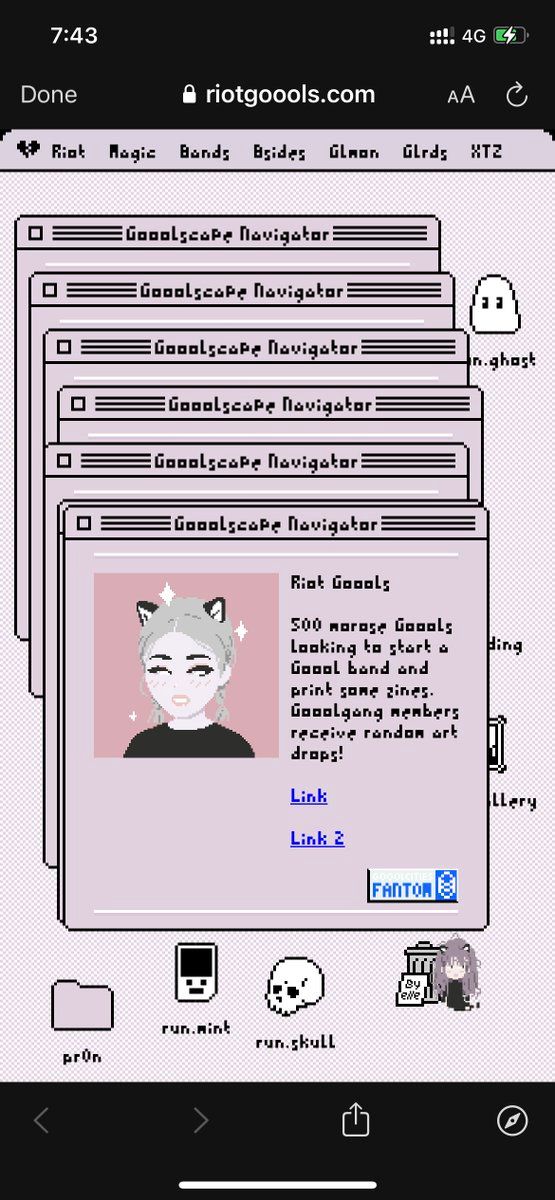 7:43
4G
Done
riotgoools.com
AA
Riot Magic Bands Bsides Glmon Glrds XTZ
Gooolscape Navigator
Gooolscape Navigator
n.ghost
Gooolscape Navigator
Gooolscape Navigator
Gooolscape Navigator
Gooolscape Navigator
Riot Goools
500 morose Goools
looking to start a
Goool band and
print some zines.
Gooolgang members
receive random art
drops!
ding
Link
llery
Link 2
GOOOLCITIES
FANTOM
By
elle
run.mint
run.skull
pr0n